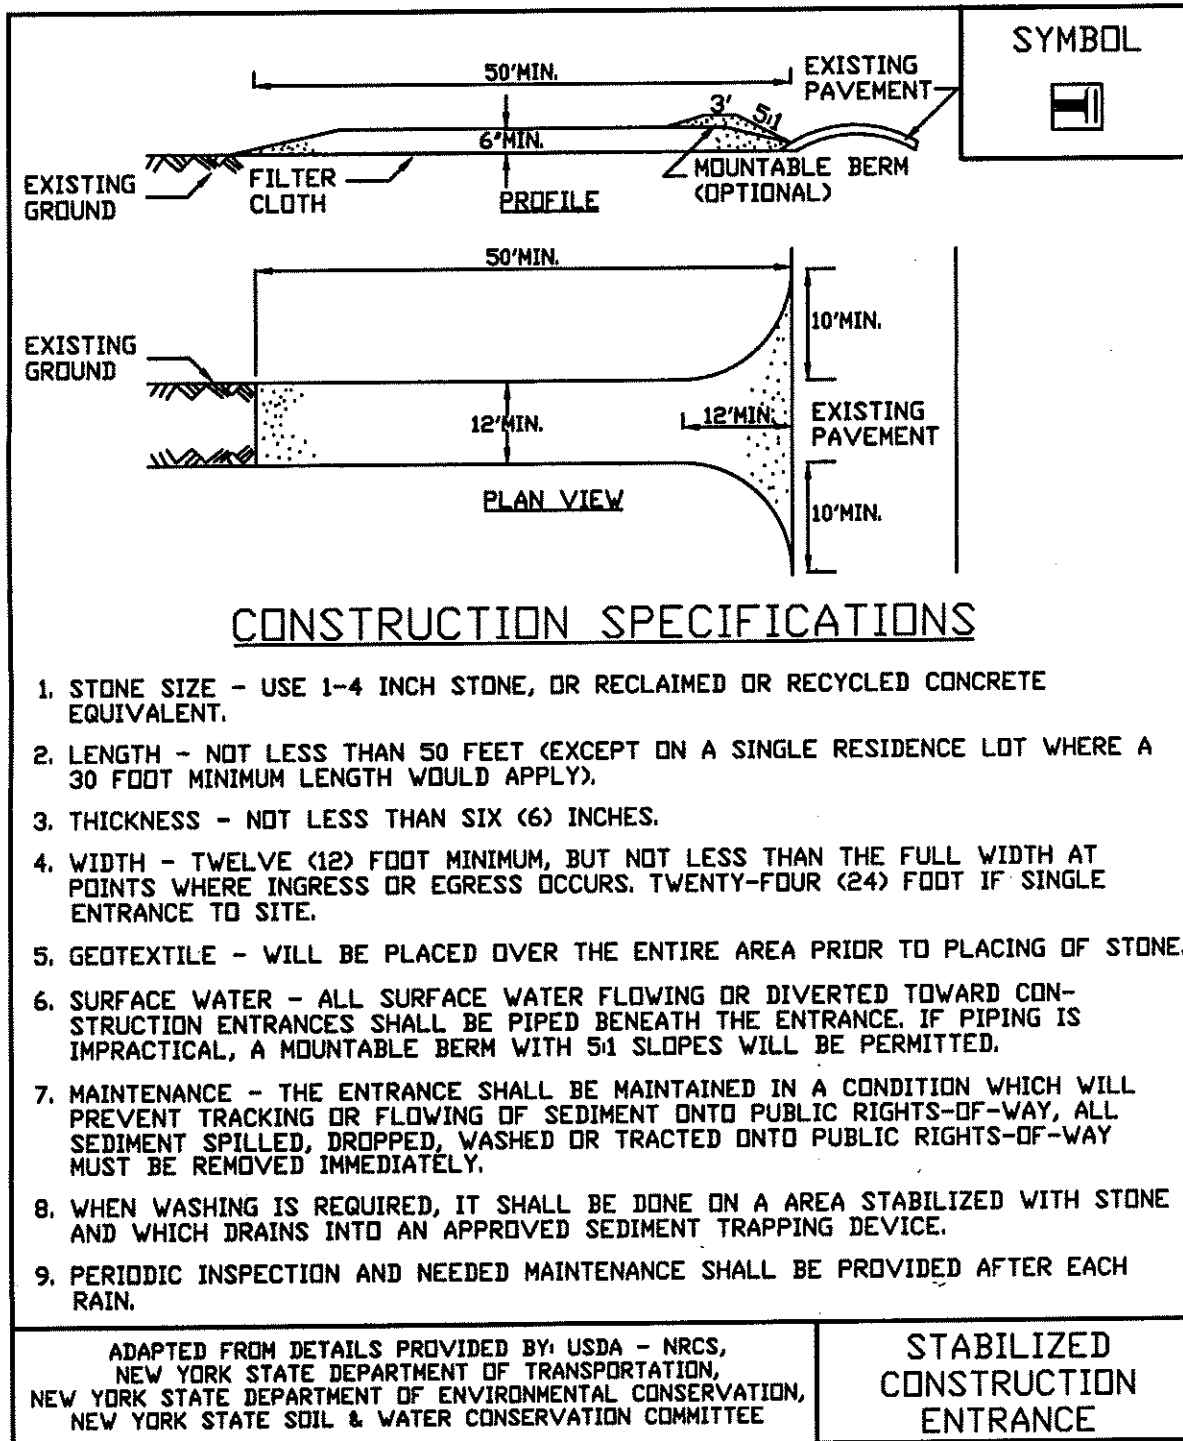 SYMBOL
50'MIN.
EXISTING
PAVEMENT
3'
5:1
6"MIN.
EXISTING
GROUND
FILTER
CLOTH
PROFILE
MOUNTABLE BERM
(OPTIONAL)
50'MIN.
10'MIN.
EXISTING
GROUND
12'MIN.
12'MIN.
EXISTING
PAVEMENT
PLAN VIEW
10'MIN.
CONSTRUCTION SPECIFICATIONS
1. STONE SIZE - USE 1-4 INCH STONE, OR RECLAIMED OR RECYCLED CONCRETE
EQUIVALENT.
2. LENGTH - NOT LESS THAN 50 FEET (EXCEPT ON A SINGLE RESIDENCE LOT WHERE A
30 FOOT MINIMUM LENGTH WOULD APPLY).
3. THICKNESS - NOT LESS THAN SIX (6) INCHES.
4. WIDTH - TWELVE (12) FOOT MINIMUM, BUT NOT LESS THAN THE FULL WIDTH AT
POINTS WHERE INGRESS OR EGRESS OCCURS. TWENTY-FOUR (24) FOOT IF SINGLE
ENTRANCE TO SITE.
5. GEOTEXTILE - WILL BE PLACED OVER THE ENTIRE AREA PRIOR TO PLACING OF STONE.
6. SURFACE WATER - ALL SURFACE WATER FLOWING OR DIVERTED TOWARD CON-
STRUCTION ENTRANCES SHALL BE PIPED BENEATH THE ENTRANCE. IF PIPING IS
IMPRACTICAL, A MOUNTABLE BERM WITH 5:1 SLOPES WILL BE PERMITTED.
7. MAINTENANCE - THE ENTRANCE SHALL BE MAINTAINED IN A CONDITION WHICH WILL
PREVENT TRACKING OR FLOWING OF SEDIMENT ONTO PUBLIC RIGHTS-OF-WAY, ALL
SEDIMENT SPILLED, DROPPED, WASHED OR TRACTED ONTO PUBLIC RIGHTS-OF-WAY
MUST BE REMOVED IMMEDIATELY.
8. WHEN WASHING IS REQUIRED, IT SHALL BE DONE ON A AREA STABILIZED WITH STONE
AND WHICH DRAINS INTO AN APPROVED SEDIMENT TRAPPING DEVICE.
9. PERIODIC INSPECTION AND NEEDED MAINTENANCE SHALL BE PROVIDED AFTER EACH
RAIN.
ADAPTED FROM DETAILS PROVIDED BY: USDA - NRCS,
NEW YORK STATE DEPARTMENT OF TRANSPORTATION,
NEW YORK STATE DEPARTMENT OF ENVIRONMENTAL CONSERVATION,
NEW YORK STATE SOIL & WATER CONSERVATION COMMITTEE
STABILIZED
CONSTRUCTION
ENTRANCE